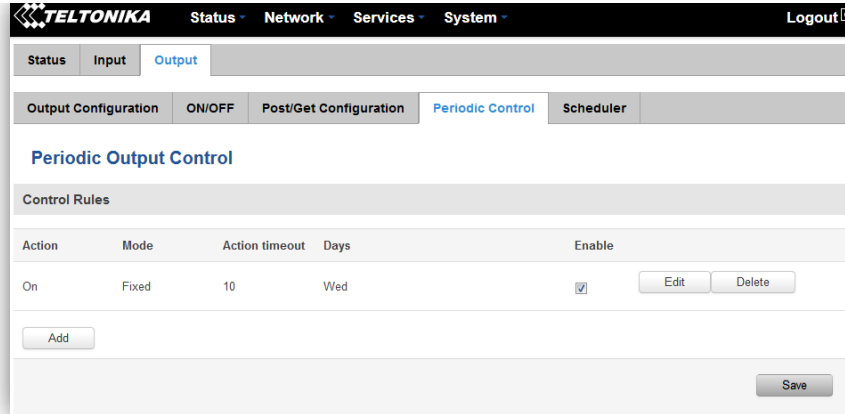 TELTONIKA Status Network Services System Logout
Status Input Output
Output Configuration ON/OFF Post/Get Configuration Periodic Control Scheduler
Periodic Output Control
Control Rules
Action Mode Action timeout Days Enable
On Fixed 10 Wed Edit Delete
Add
Save